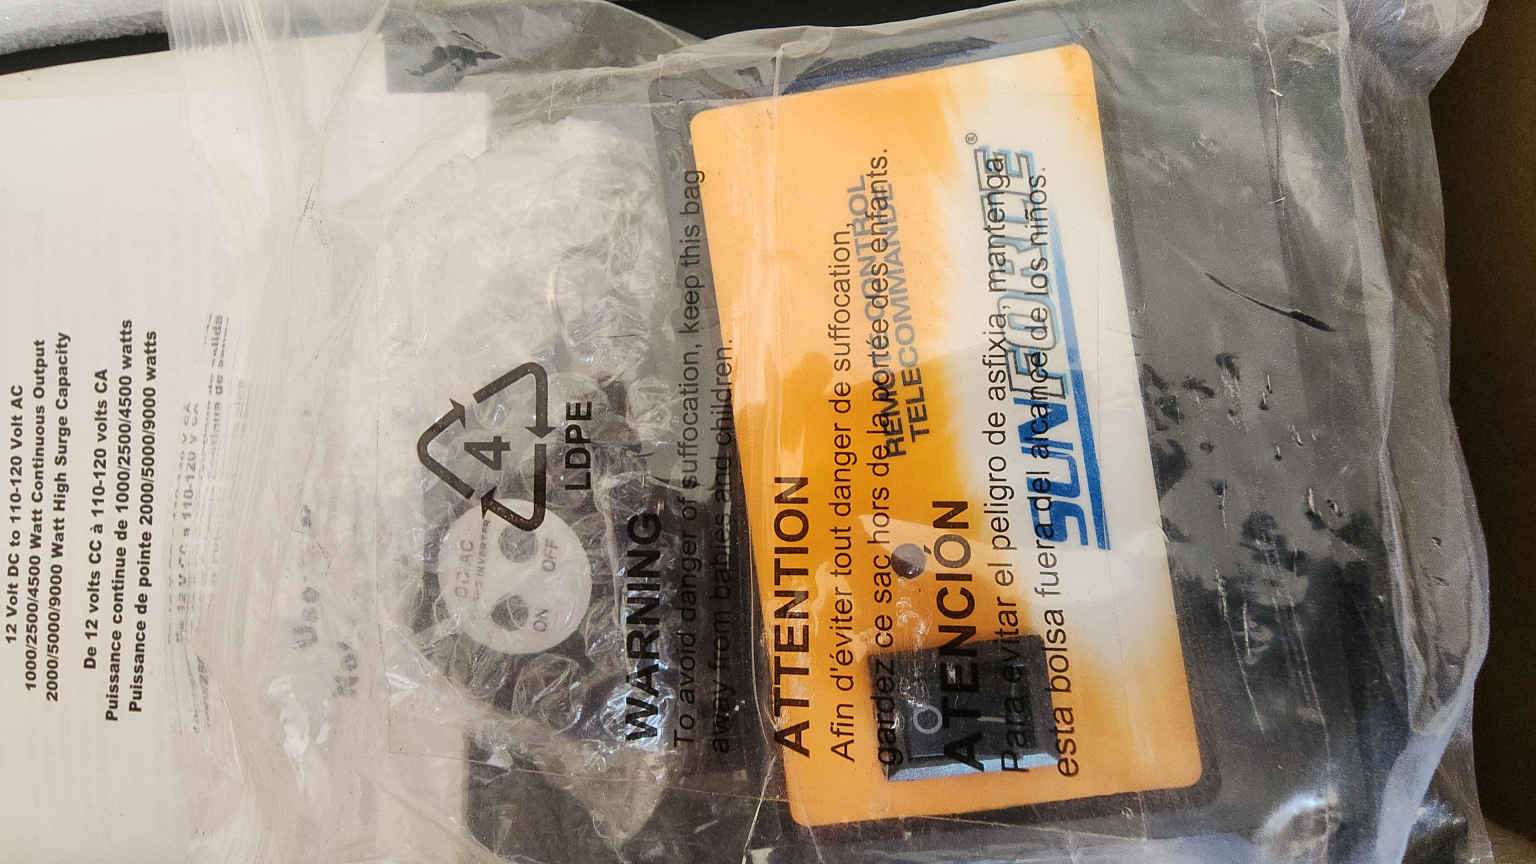 12 Volt DC to 110-120 Volt AC
1000/2500/4500 Watt Continuous Output
2000/5000/9000 Watt High Surge Capacity
De 12 volts CC à 110-120 volts CA
Puissance continue de 1000/2500/4500 watts
Puissance de pointe 2000/5000/9000 watts
4
LDPE
DC AC
INVERTER
ON OFF
WARNING
To avoid danger of suffocation, keep this bag
away from babies and children.
ATTENTION
Afin d'éviter tout danger de suffocation,
gardez ce sac hors de la portée des enfants.
ATENCIÓN
Para evitar el peligro de asfixia, mantenga
esta bolsa fuera del alcance de los niños.
REMOTE CONTROL
TELECOMMANDE
SUNFORCE®